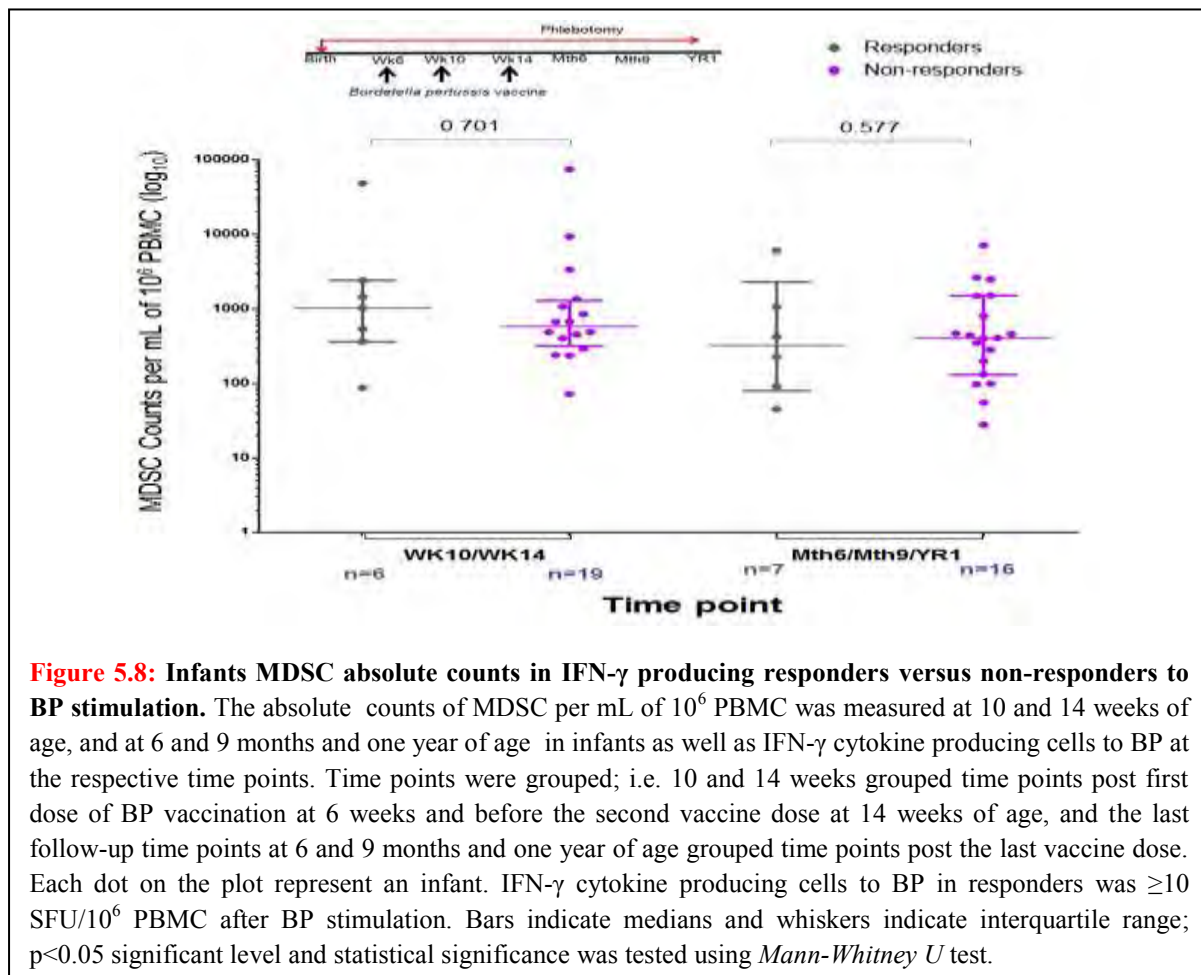 Phlebotomy
Birth Wk6 Wk10 Wk14 Mth6 Mth9 YR1
Bordetella pertussis vaccine
Responders
Non-responders
0.701 0.577
MDSC Counts per mL of 10⁶ PBMC (log₁₀)
100000
10000
1000
100
10
1
WK10/WK14 Mth6/Mth9/YR1
n=6 n=19 n=7 n=16
Time point
Figure 5.8: Infants MDSC absolute counts in IFN-γ producing responders versus non-responders to
BP stimulation. The absolute counts of MDSC per mL of 10⁶ PBMC was measured at 10 and 14 weeks of
age, and at 6 and 9 months and one year of age in infants as well as IFN-γ cytokine producing cells to BP at
the respective time points. Time points were grouped; i.e. 10 and 14 weeks grouped time points post first
dose of BP vaccination at 6 weeks and before the second vaccine dose at 14 weeks of age, and the last
follow-up time points at 6 and 9 months and one year of age grouped time points post the last vaccine dose.
Each dot on the plot represent an infant. IFN-γ cytokine producing cells to BP in responders was ≥10
SFU/10⁶ PBMC after BP stimulation. Bars indicate medians and whiskers indicate interquartile range;
p<0.05 significant level and statistical significance was tested using Mann-Whitney U test.